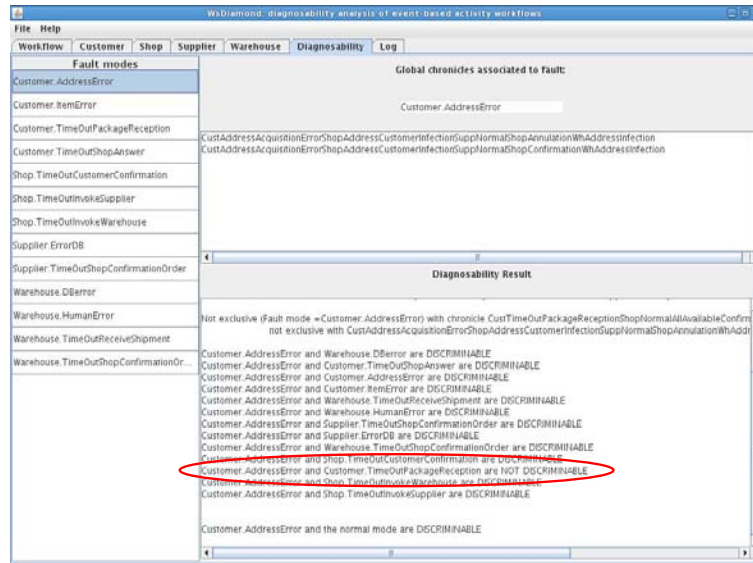 WsDiamond: diagnosability analysis of event-based activity workflows
File Help
Workflow Customer Shop Supplier Warehouse Diagnosability Log
Fault modes
Customer.AddressError
Customer.ItemError
Customer.TimeOutPackageReception
Customer.TimeOutShopAnswer
Shop.TimeOutCustomerConfirmation
Shop.TimeOutInvokeSupplier
Shop.TimeOutInvokeWarehouse
Supplier.ErrorDB
Supplier.TimeOutShopConfirmationOrder
Warehouse.DBerror
Warehouse.HumanError
Warehouse.TimeOutReceiveShipment
Warehouse.TimeOutShopConfirmationOr...
Global chronicles associated to fault:
Customer.AddressError
CustAddressAcquisitionErrorShopAddressCustomerInfectionSuppNormalShopAnnulationWhAddressInfection
CustAddressAcquisitionErrorShopAddressCustomerInfectionSuppNormalShopConfirmationWhAddressInfection
Diagnosability Result
Not exclusive (Fault mode =Customer.AddressError) with chronicle CustTimeOutPackageReceptionShopNormalAllAvailableConfirm
not exclusive with CustAddressAcquisitionErrorShopAddressCustomerInfectionSuppNormalShopAnnulationWhAddr
Customer.AddressError and Warehouse.DBerror are DISCRIMINABLE
Customer.AddressError and Customer.TimeOutShopAnswer are DISCRIMINABLE
Customer.AddressError and Customer.AddressError are DISCRIMINABLE
Customer.AddressError and Customer.ItemError are DISCRIMINABLE
Customer.AddressError and Warehouse.TimeOutReceiveShipment are DISCRIMINABLE
Customer.AddressError and Warehouse.HumanError are DISCRIMINABLE
Customer.AddressError and Supplier.TimeOutShopConfirmationOrder are DISCRIMINABLE
Customer.AddressError and Supplier.ErrorDB are DISCRIMINABLE
Customer.AddressError and Warehouse.TimeOutShopConfirmationOrder are DISCRIMINABLE
Customer.AddressError and Shop.TimeOutCustomerConfirmation are DISCRIMINABLE
Customer.AddressError and Customer.TimeOutPackageReception are NOT DISCRIMINABLE
Customer.AddressError and Shop.TimeOutInvokeWarehouse are DISCRIMINABLE
Customer.AddressError and Shop.TimeOutInvokeSupplier are DISCRIMINABLE
Customer.AddressError and the normal mode are DISCRIMINABLE